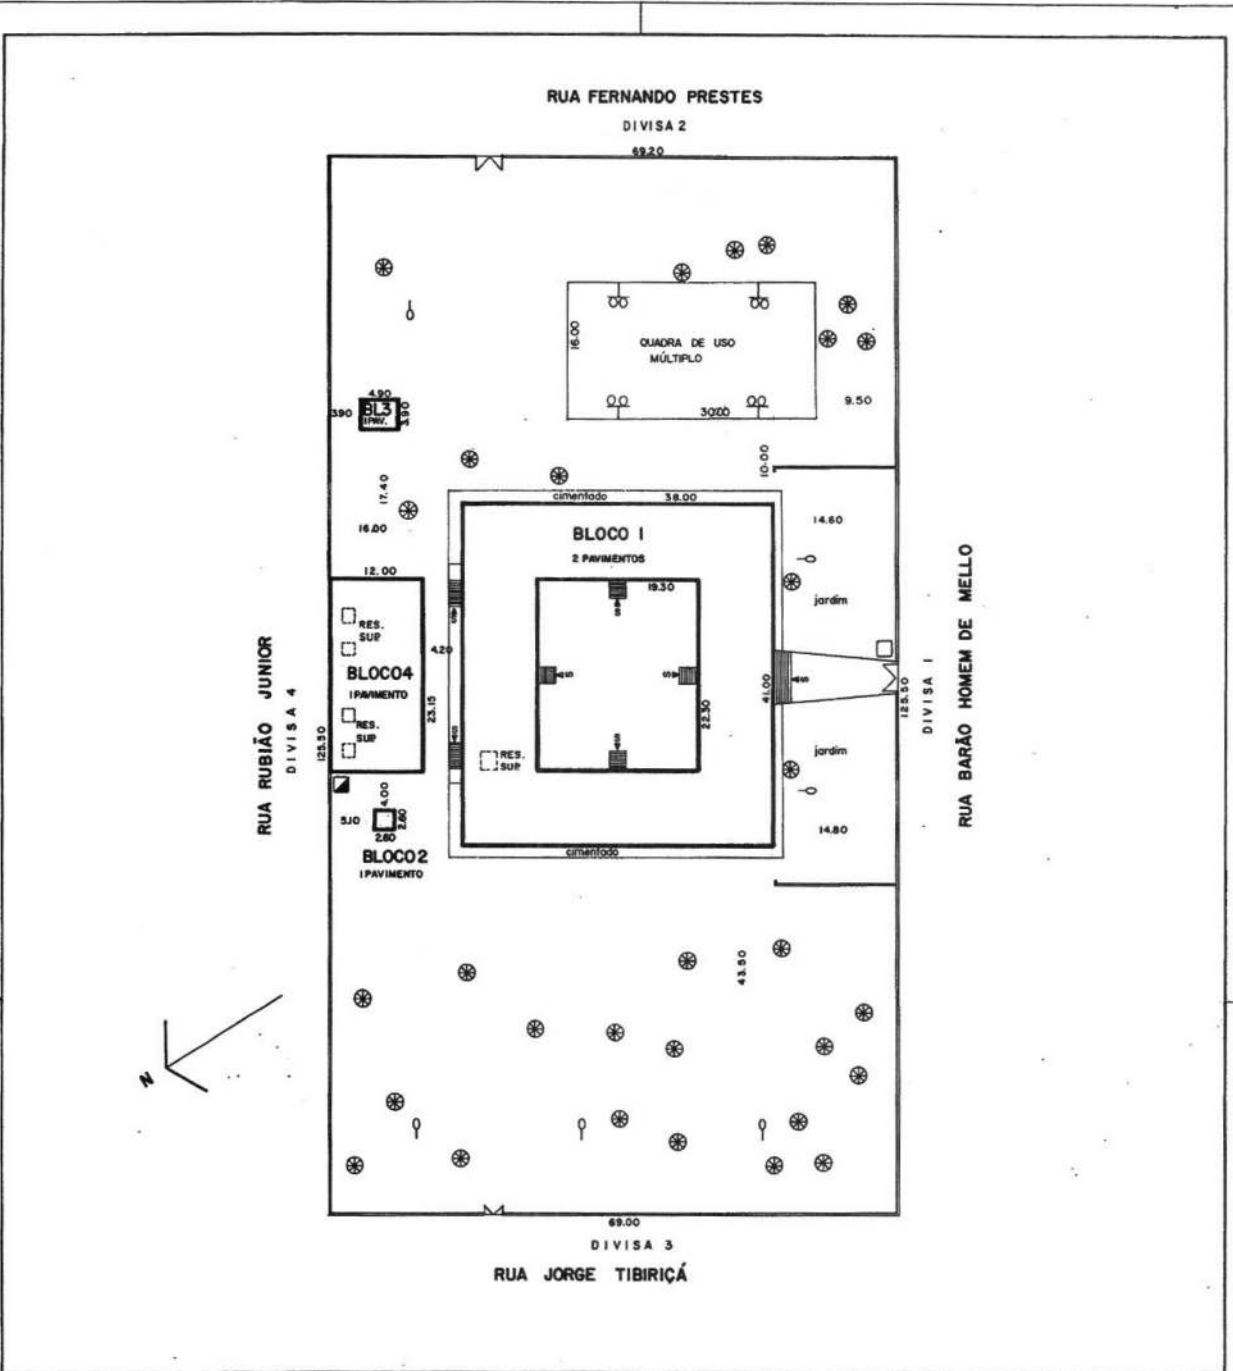 RUA FERNANDO PRESTES
DIVISA 2
69.20
16.00
QUADRA DE USO
MÚLTIPLO
30.00
9.50
4.90
3.90
BL3
1 PAV.
3.90
10.00
17.40
16.00
cimentado
38.00
BLOCO 1
2 PAVIMENTOS
14.60
12.00
19.30
S
jardim
RES.
SUP.
4.20
BLOCO4
1 PAVIMENTO
S
S
S
S
41.00
125.50
DIVISA 1
RUA BARÃO HOMEM DE MELLO
23.15
22.30
RUA RUBIÃO JUNIOR
DIVISA 4
125.50
RES.
SUP.
S
S
RES.
SUP.
jardim
4.00
5.10
2.60
2.60
14.80
BLOCO2
1 PAVIMENTO
cimentado
43.50
N
69.00
DIVISA 3
RUA JORGE TIBIRIÇÁ